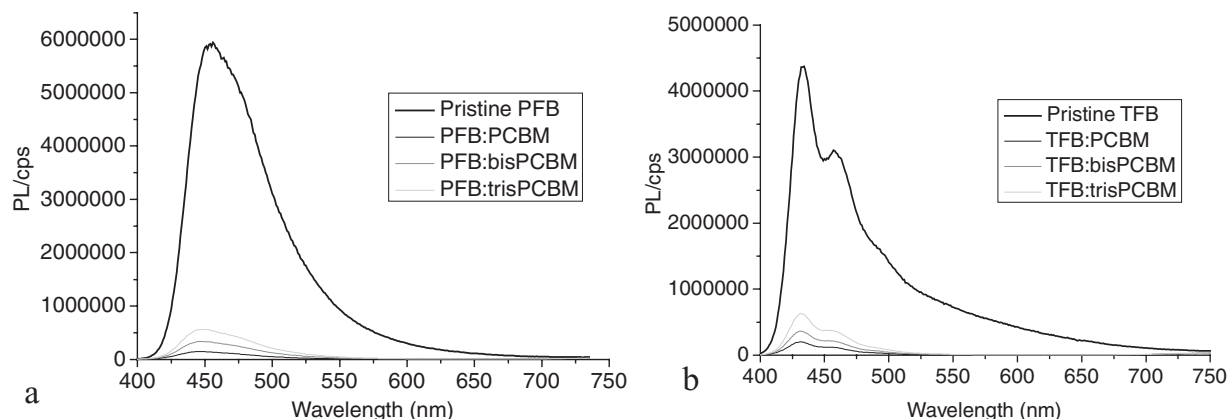 6000000
5000000
4000000
3000000
2000000
1000000
0
PL/cps
Pristine PFB
PFB:PCBM
PFB:bisPCBM
PFB:trisPCBM
400 450 500 550 600 650 700 750
Wavelength (nm)
a
5000000
4000000
3000000
2000000
1000000
0
PL/cps
Pristine TFB
TFB:PCBM
TFB:bisPCBM
TFB:trisPCBM
400 450 500 550 600 650 700 750
Wavelength (nm)
b